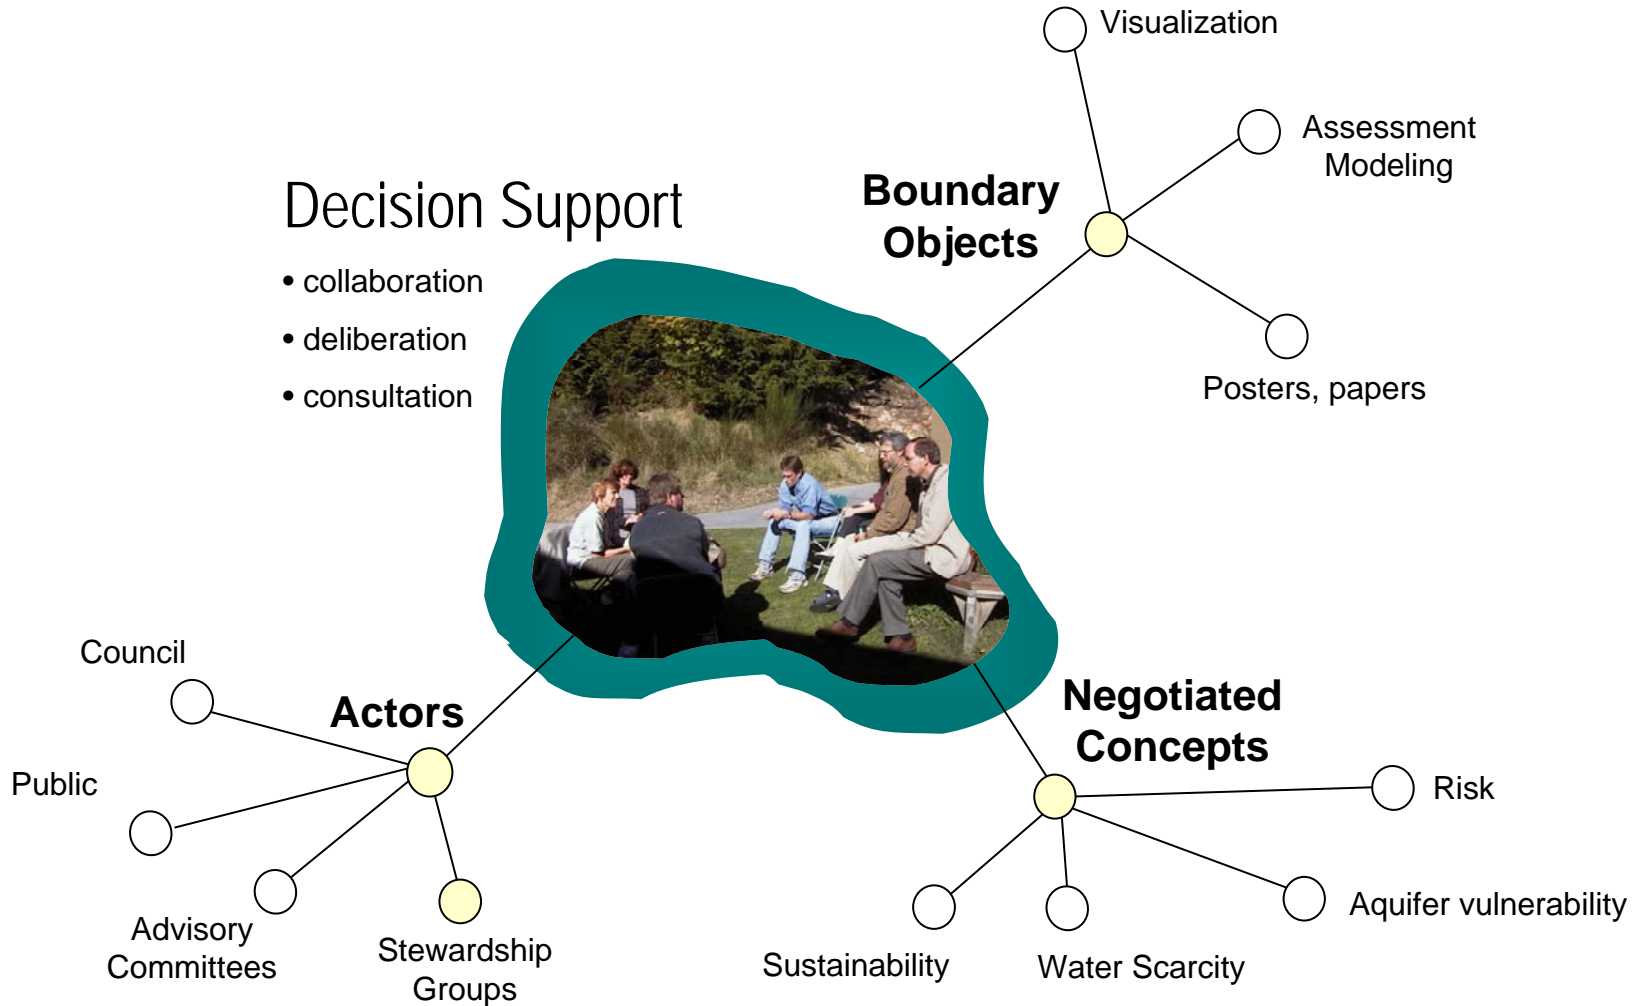 Visualization
Assessment
Modeling
Boundary
Objects
Decision Support
• collaboration
• deliberation
• consultation
Posters, papers
Council
Actors
Public
Advisory
Committees
Stewardship
Groups
Negotiated
Concepts
Risk
Aquifer vulnerability
Sustainability
Water Scarcity